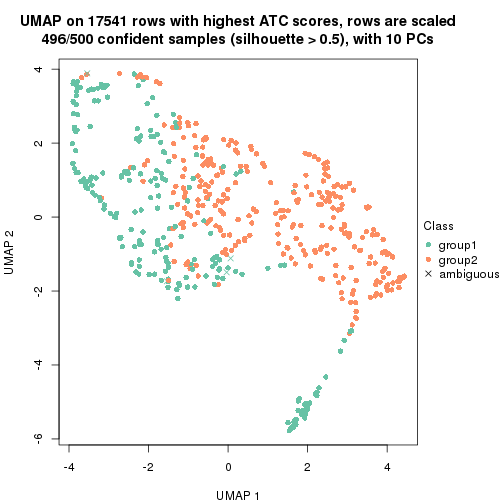 UMAP on 17541 rows with highest ATC scores, rows are scaled
496/500 confident samples (silhouette > 0.5), with 10 PCs
4
2
0
-2
-4
-6
UMAP 2
-4
-2
0
2
4
UMAP 1
Class
group1
group2
ambiguous